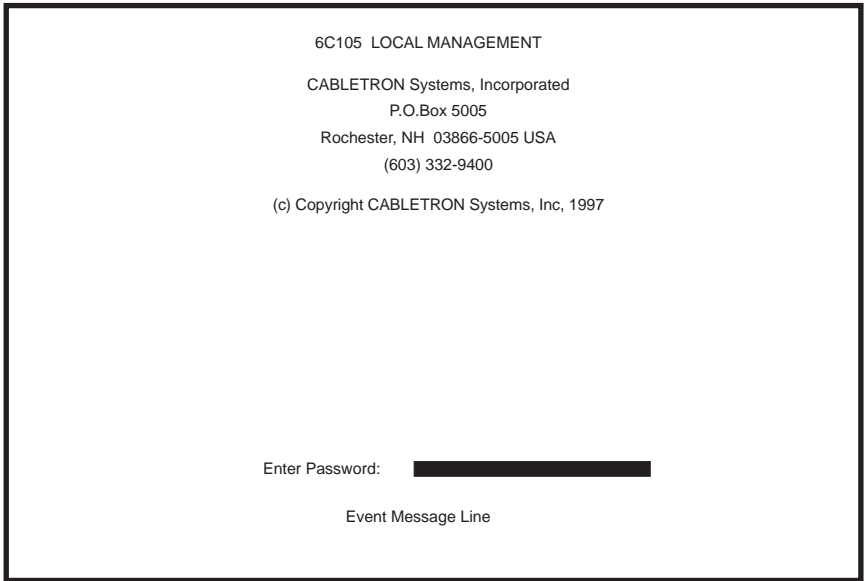 6C105 LOCAL MANAGEMENT
CABLETRON Systems, Incorporated
P.O.Box 5005
Rochester, NH 03866-5005 USA
(603) 332-9400
(c) Copyright CABLETRON Systems, Inc, 1997
Enter Password:
Event Message Line